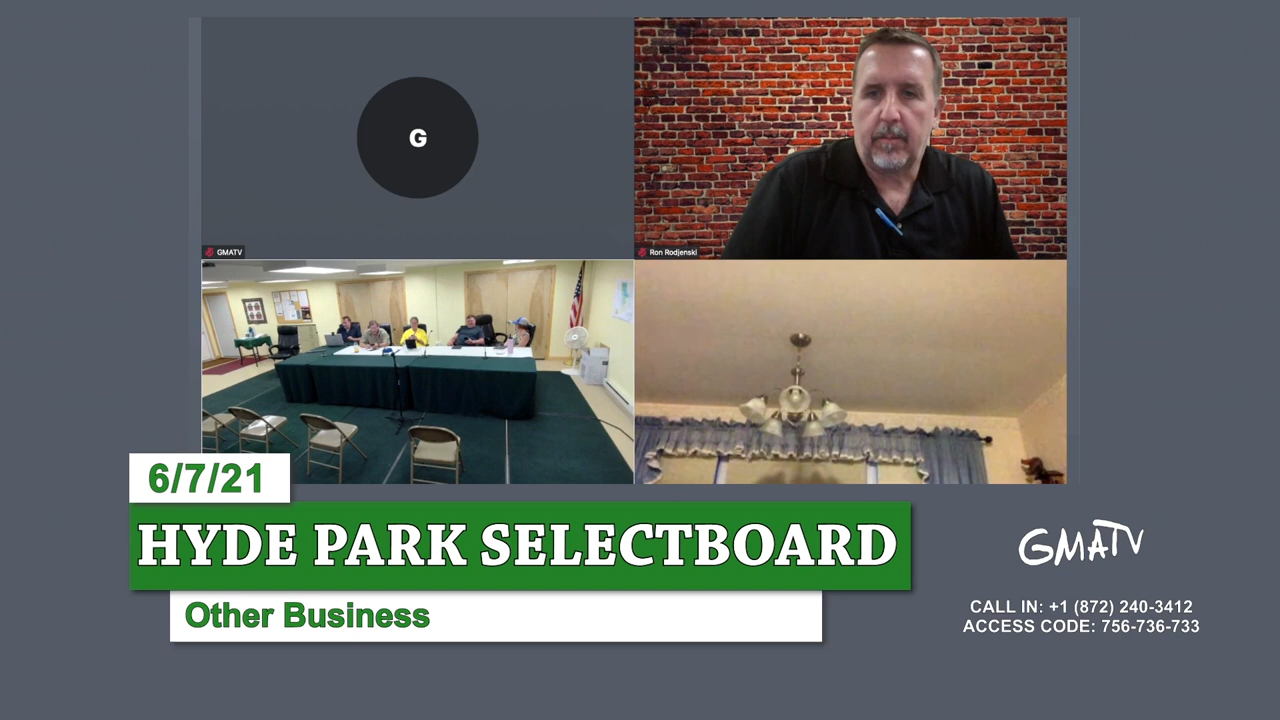 G
GMATV
Ron Rodjenski
6/7/21
HYDE PARK SELECTBOARD
Other Business
GMATV
CALL IN: +1 (872) 240-3412
ACCESS CODE: 756-736-733